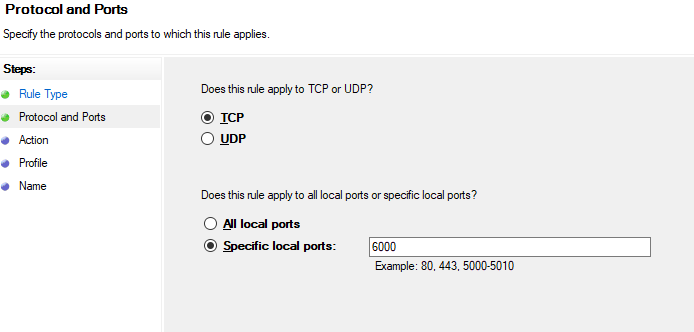 Protocol and Ports
Specify the protocols and ports to which this rule applies.
Steps:
Rule Type
Protocol and Ports
Action
Profile
Name
Does this rule apply to TCP or UDP?
TCP
UDP
Does this rule apply to all local ports or specific local ports?
All local ports
Specific local ports: 6000
Example: 80, 443, 5000-5010